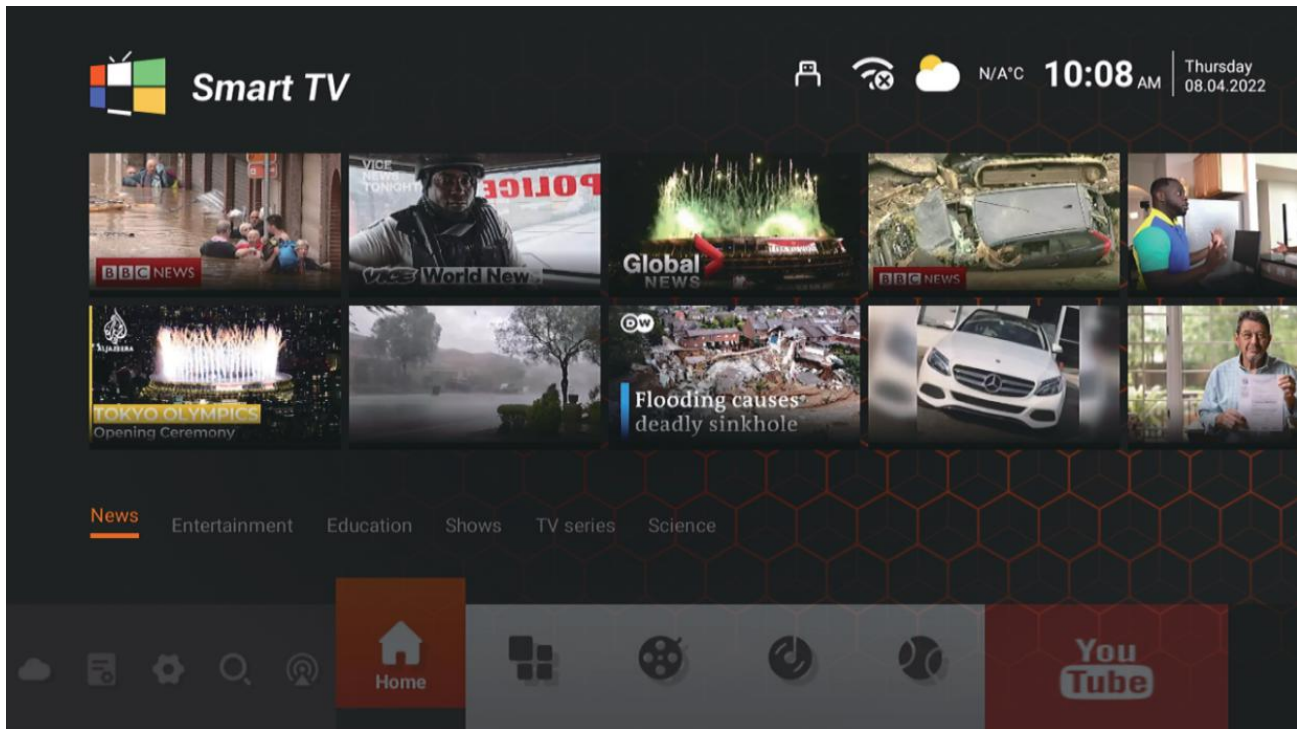 Smart TV
N/A°C
10:08 AM
Thursday
08.04.2022
BBC NEWS
VICE
NEWS
TONIGHT
POLICE
VICE World News
Global
NEWS
BBC NEWS
ALJAZEERA
TOKYO OLYMPICS
Opening Ceremony
DW
Flooding causes
deadly sinkhole
News
Entertainment
Education
Shows
TV series
Science
Home
You
Tube